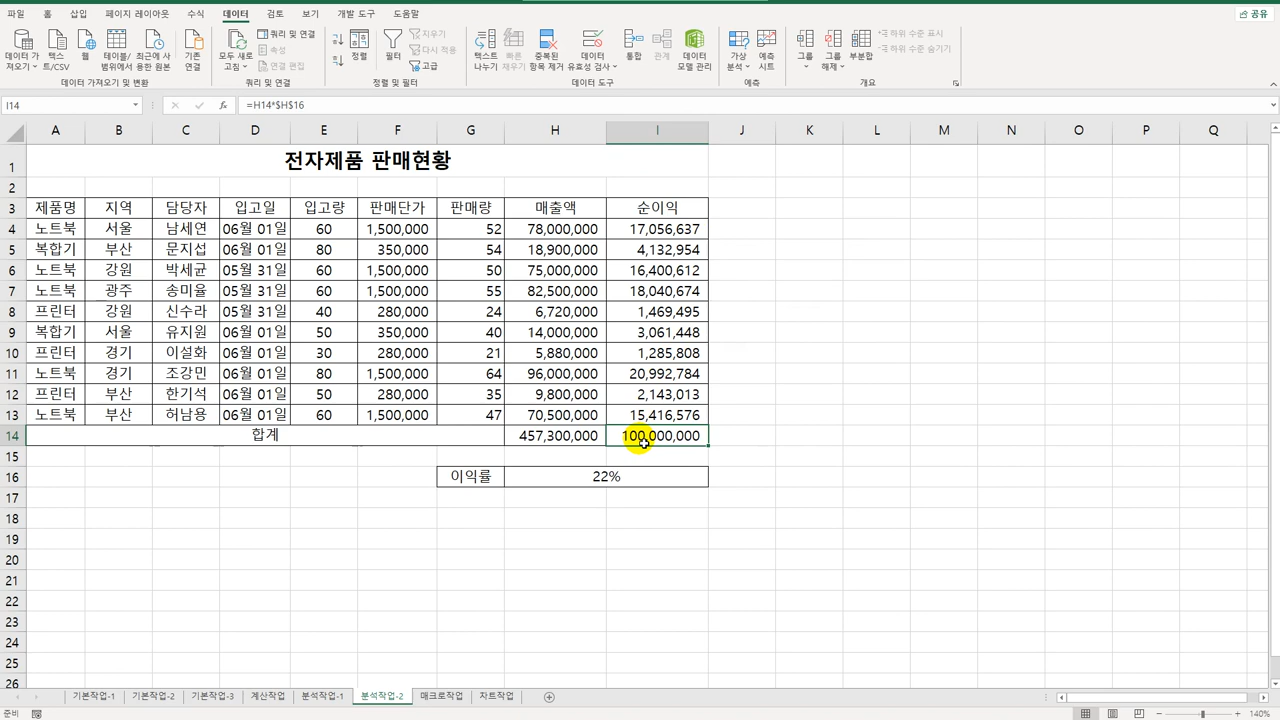 파일 홈 삽입 페이지 레이아웃 수식 데이터 검토 보기 개발 도구 도움말 공유
데이터 가져오기 텍스트/CSV 웹 테이블/범위에서 최근에 사용한 원본 기존 연결 모두 새로 고침 쿼리 및 연결 속성 연결 편집 정렬 필터 지우기 다시 적용 고급 텍스트 나누기 빠른 채우기 중복된 항목 제거 데이터 유효성 검사 통합 관계 데이터 모델 관리 가상 분석 예측 시트 그룹 그룹 해제 부분합 하위 수준 표시 하위 수준 숨기기
데이터 가져오기 및 변환 쿼리 및 연결 정렬 및 필터 데이터 도구 예측 개요
I14 fx =H14*$H$16
A B C D E F G H I J K L M N O P Q
1 전자제품 판매현황
2
3 제품명 지역 담당자 입고일 입고량 판매단가 판매량 매출액 순이익
4 노트북 서울 남세연 06월 01일 60 1,500,000 52 78,000,000 17,056,637
5 복합기 부산 문지섭 06월 01일 80 350,000 54 18,900,000 4,132,954
6 노트북 강원 박세균 05월 31일 60 1,500,000 50 75,000,000 16,400,612
7 노트북 광주 송미율 05월 31일 60 1,500,000 55 82,500,000 18,040,674
8 프린터 강원 신수라 05월 31일 40 280,000 24 6,720,000 1,469,495
9 복합기 서울 유지원 06월 01일 50 350,000 40 14,000,000 3,061,448
10 프린터 경기 이설화 06월 01일 30 280,000 21 5,880,000 1,285,808
11 노트북 경기 조강민 06월 01일 80 1,500,000 64 96,000,000 20,992,784
12 프린터 부산 한기석 06월 01일 50 280,000 35 9,800,000 2,143,013
13 노트북 부산 허남용 06월 01일 60 1,500,000 47 70,500,000 15,416,576
14 합계 457,300,000 100,000,000
15
16 이익률 22%
17
18
19
20
21
22
23
24
25
26
기본작업-1 기본작업-2 기본작업-3 계산작업 분석작업-1 분석작업-2 매크로작업 차트작업
준비 140%